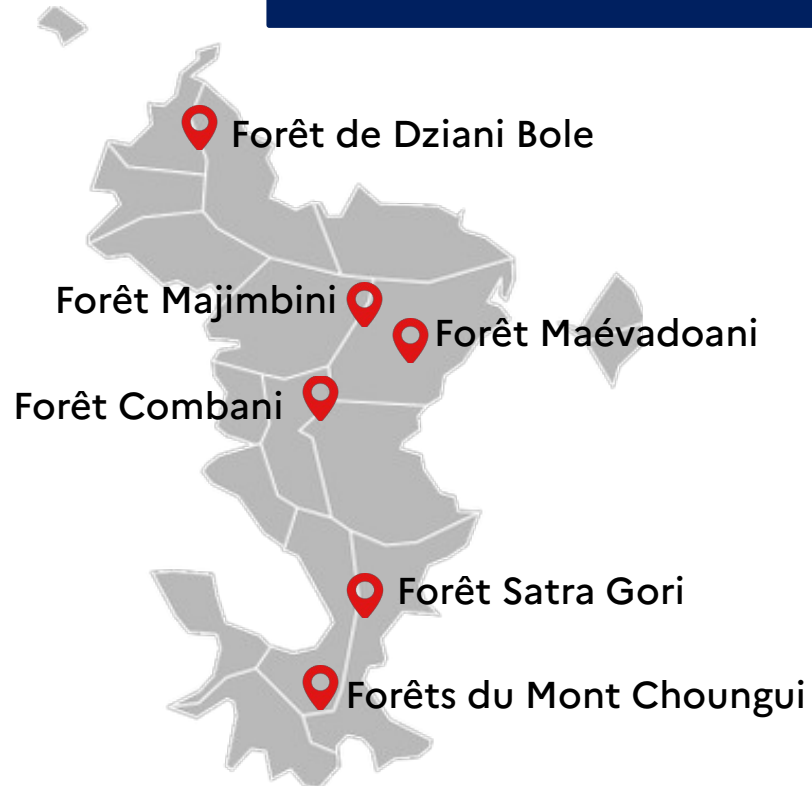 Forêt de Dziani Bole
Forêt Majimbini
Forêt Maévadoani
Forêt Combani
Forêt Satra Gori
Forêts du Mont Choungui